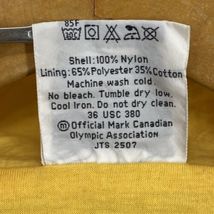 85F
Shell:100% Nylon
Lining:65%Polyester 35%Cotton
Machine wash cold
No bleach. Tumble dry low.
Cool Iron. Do not dry clean.
36 USC 380
Official Mark Canadian
Olympic Association
JTS 2507